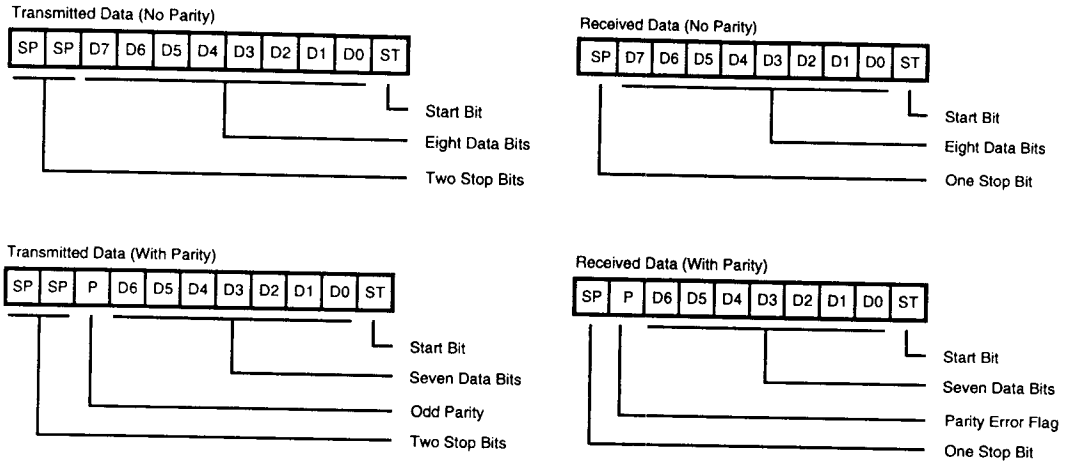 Transmitted Data (No Parity)
SP SP D7 D6 D5 D4 D3 D2 D1 D0 ST
Start Bit
Eight Data Bits
Two Stop Bits
Received Data (No Parity)
SP D7 D6 D5 D4 D3 D2 D1 D0 ST
Start Bit
Eight Data Bits
One Stop Bit
Transmitted Data (With Parity)
SP SP P D6 D5 D4 D3 D2 D1 D0 ST
Start Bit
Seven Data Bits
Odd Parity
Two Stop Bits
Received Data (With Parity)
SP P D6 D5 D4 D3 D2 D1 D0 ST
Start Bit
Seven Data Bits
Parity Error Flag
One Stop Bit